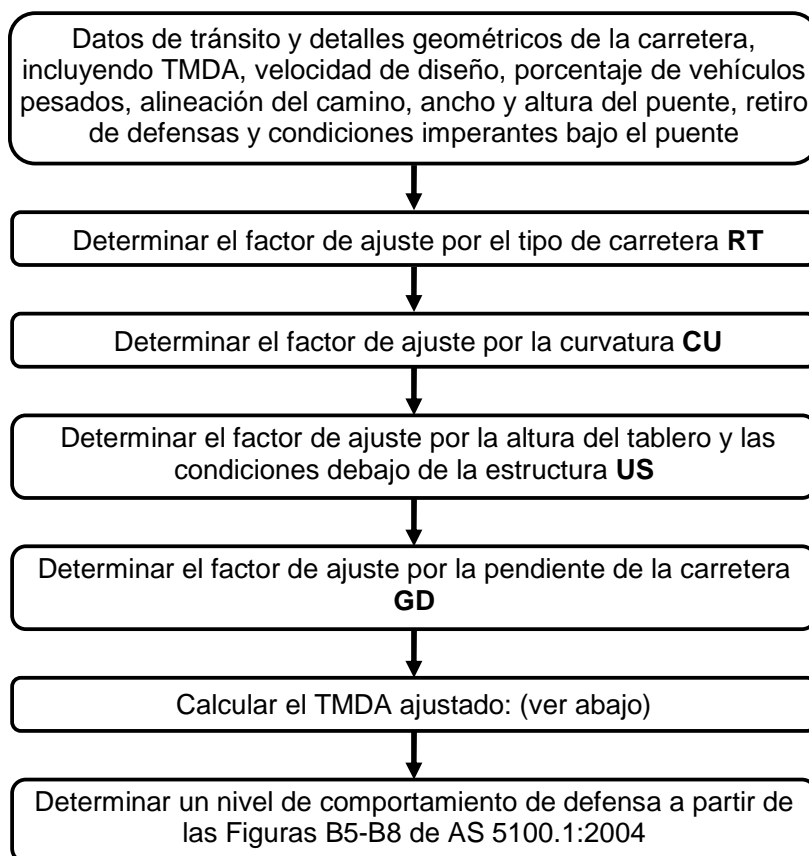 Datos de tránsito y detalles geométricos de la carretera,
incluyendo TMDA, velocidad de diseño, porcentaje de vehículos
pesados, alineación del camino, ancho y altura del puente, retiro
de defensas y condiciones imperantes bajo el puente
Determinar el factor de ajuste por el tipo de carretera RT
Determinar el factor de ajuste por la curvatura CU
Determinar el factor de ajuste por la altura del tablero y las
condiciones debajo de la estructura US
Determinar el factor de ajuste por la pendiente de la carretera
GD
Calcular el TMDA ajustado: (ver abajo)
Determinar un nivel de comportamiento de defensa a partir de
las Figuras B5-B8 de AS 5100.1:2004